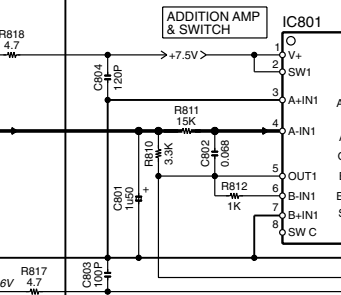 ADDITION AMP
& SWITCH
IC801
R818
4.7
+7.5V
1
V+
2
SW1
C804
120P
3
A+IN1
R811
15K
4
A-IN1
R810
3.3K
C802
0.068
5
OUT1
C801
1u50
+
R812
1K
6
B-IN1
7
B+IN1
8
SW C
6V
R817
4.7
C803
100P